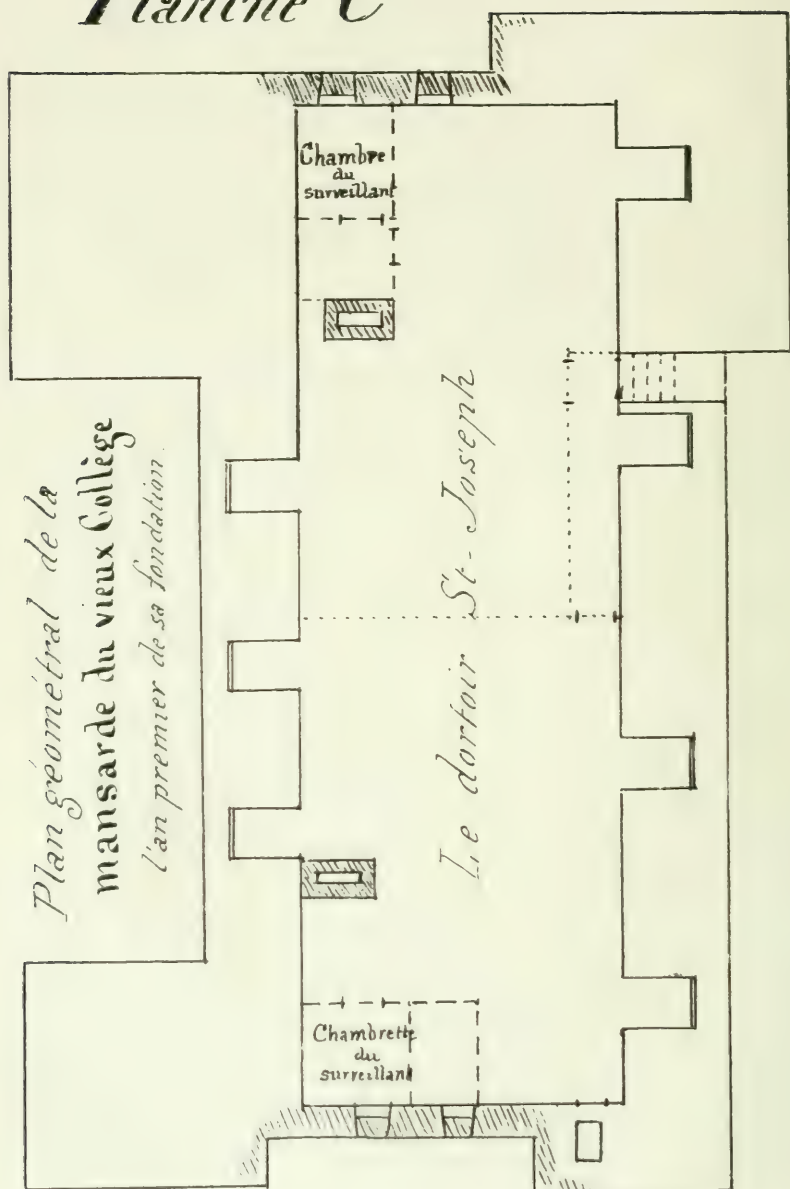 Planche C
Chambre
du
surveillant
Plan géométral de la
mansarde du vieux Collège
l'an premier de sa fondation.
Le dortoir St-Joseph
Chambrette
du
surveillant